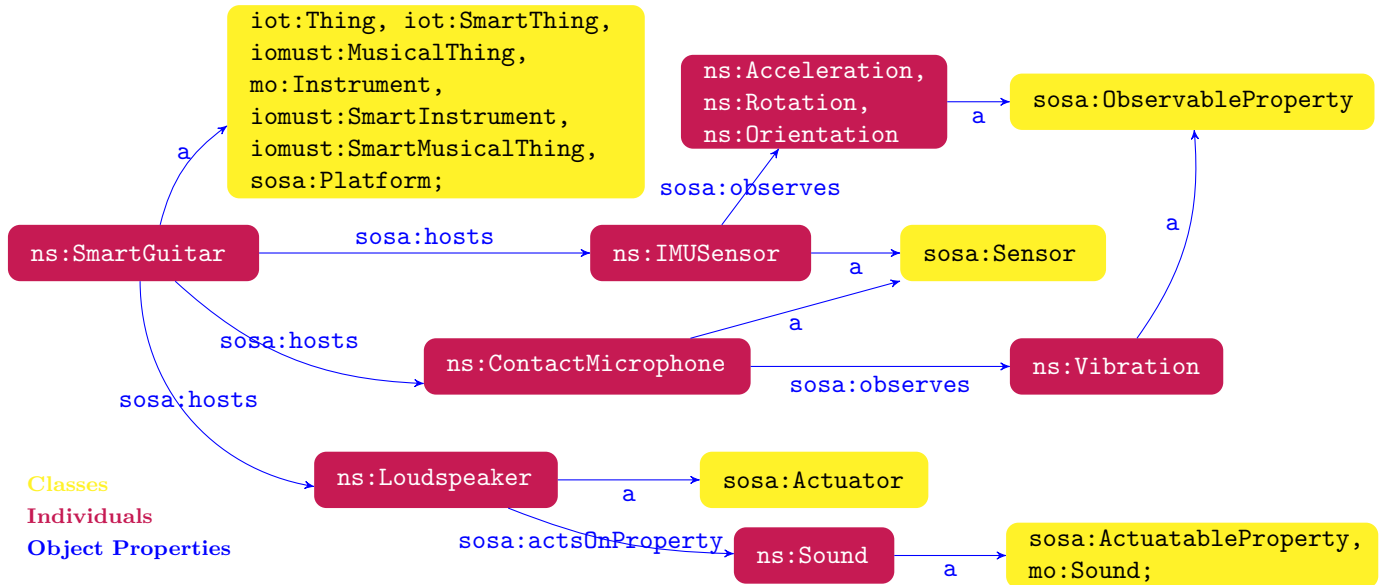 iot:Thing, iot:SmartThing,
iomust:MusicalThing,
mo:Instrument,
iomust:SmartInstrument,
iomust:SmartMusicalThing,
sosa:Platform;
ns:Acceleration,
ns:Rotation,
ns:Orientation
a
sosa:ObservableProperty
a
sosa:observes
ns:SmartGuitar
sosa:hosts
ns:IMUSensor
a
sosa:Sensor
a
sosa:hosts
a
ns:ContactMicrophone
sosa:observes
ns:Vibration
sosa:hosts
ns:Loudspeaker
a
sosa:Actuator
sosa:actsOnProperty
ns:Sound
a
sosa:ActuatableProperty,
mo:Sound;
Classes
Individuals
Object Properties